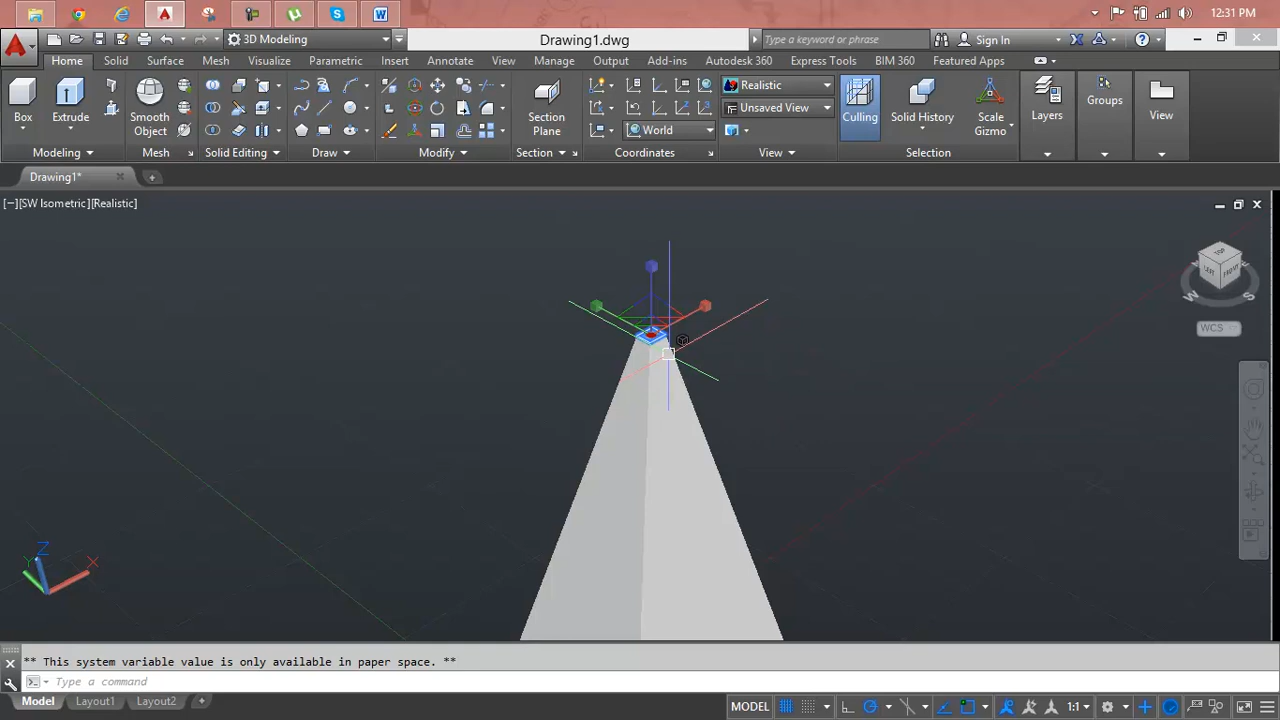 12:31 PM
3D Modeling
Drawing1.dwg
Type a keyword or phrase
Sign In
Home
Solid
Surface
Mesh
Visualize
Parametric
Insert
Annotate
View
Manage
Output
Add-ins
Autodesk 360
Express Tools
BIM 360
Featured Apps
Box
Extrude
Smooth
Object
Section
Plane
Realistic
Unsaved View
World
Culling
Solid History
Scale
Gizmo
Layers
Groups
View
Modeling
Mesh
Solid Editing
Draw
Modify
Section
Coordinates
View
Selection
Drawing1*
[−][SW Isometric][Realistic]
TOP
LEFT
FRONT
W
S
WCS
Z
Y
X
** This system variable value is only available in paper space. **
Type a command
Model
Layout1
Layout2
MODEL
1:1